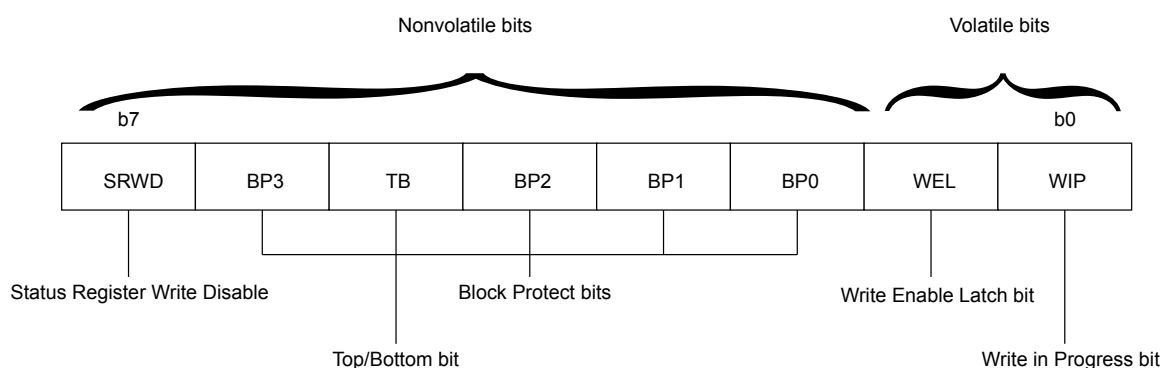 Nonvolatile bits Volatile bits
b7 b0
SRWD BP3 TB BP2 BP1 BP0 WEL WIP
Status Register Write Disable Block Protect bits Write Enable Latch bit
Top/Bottom bit Write in Progress bit